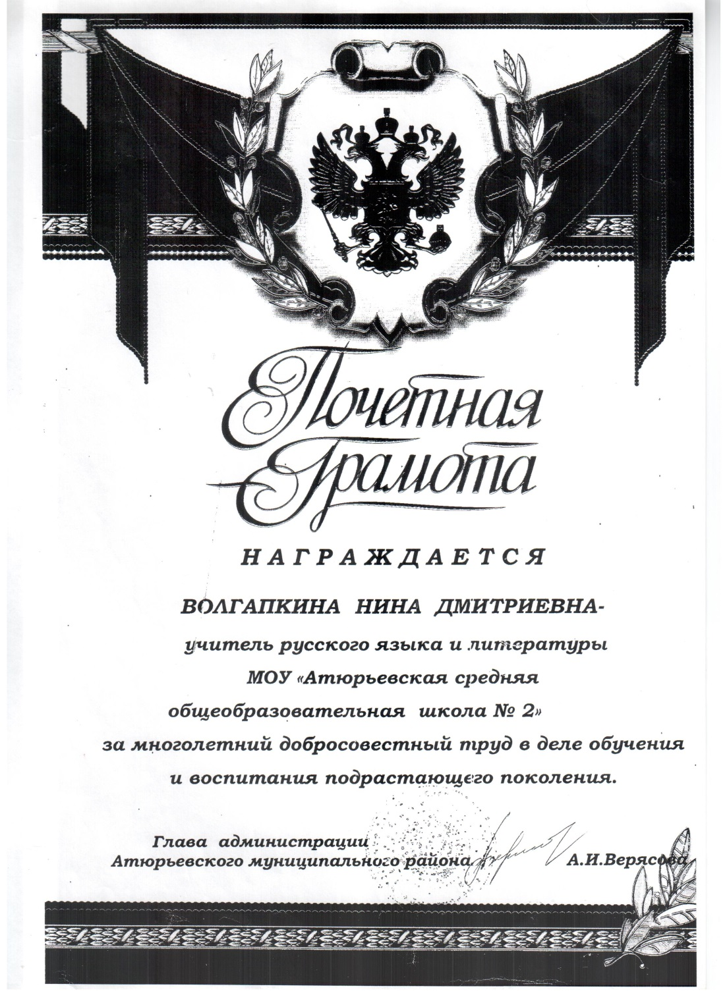 Почетная
Грамота
НАГРАЖДАЕТСЯ
ВОЛГАПКИНА НИНА ДМИТРИЕВНА-
учитель русского языка и литературы
МОУ «Атюрьевская средняя
общеобразовательная школа № 2»
за многолетний добросовестный труд в деле обучения
и воспитания подрастающего поколения.
Глава администрации
Атюрьевского муниципального района А.И.Верясова